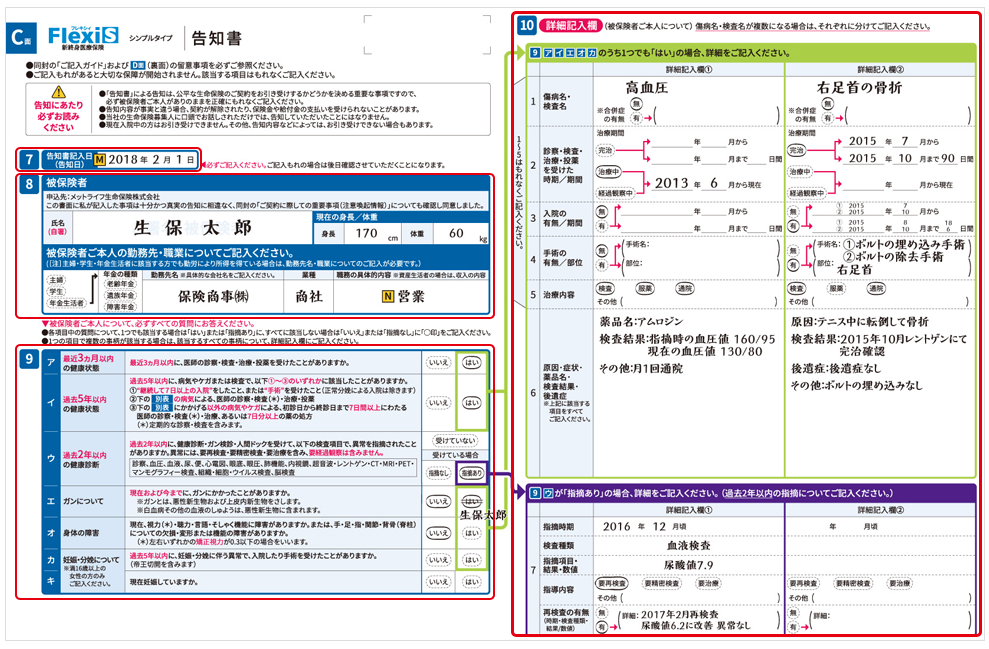 C面
フレキシィ
FlexiS
新終身医療保険
シンプルタイプ
告知書
●同封の「ご記入ガイド」および D面 (裏面)の留意事項を必ずご参照ください。
●ご記入もれがあると大切な保障が開始されません。該当する項目はもれなくご記入ください。
告知にあたり
必ずお読み
ください
●「告知書」による告知は、公平な生命保険のご契約をお引き受けするかどうかを決める重要な事項ですので、
必ず被保険者ご本人がありのままを正確にもれなくご記入ください。
●告知内容が事実と違う場合、契約が解除されたり、保険金や給付金の支払いを受けられないことがあります。
●当社の生命保険募集人に口頭でお話しされただけでは、告知していただいたことにはなりません。
●現在入院中の方はお引き受けできません。その他、告知内容などによっては、お引き受けできない場合もあります。
7 告知書記入日
(告知日)
M 2018 年 2 月 1 日
◀必ずご記入ください。ご記入もれの場合は後日確認させていただくことになります。
8 被保険者
申込先:メットライフ生命保険株式会社
この書面に私が記入した事項は十分かつ真実の告知に相違なく、同封の「ご契約に際しての重要事項(注意喚起情報)」についても確認し同意しました。
氏名
(自署)
生 保 太 郎
現在の身長/体重
身長 170 cm 体重 60 kg
被保険者ご本人の勤務先・職業についてご記入ください。
([注]主婦・学生・年金生活者に該当する方でも勤労により所得を得ている場合は、勤務先・職業についてのご記入が必要です。)
主婦
学生
年金生活者
年金の種類
老齢年金
遺族年金
障害年金
勤務先名 ※具体的な会社名をご記入ください。
保険商事㈱
業種
商社
職務の具体的内容 ※資産生活者の場合は、収入の内容
N 営業
▼被保険者ご本人について、必ずすべての質問にお答えください。
●各項目中の質問について、1つでも該当する場合は「はい」または「指摘あり」に、すべてに該当しない場合は「いいえ」または「指摘なし」に「○印」をご記入ください。
●1つの項目で複数の事柄が該当する場合は、該当するすべての事柄について、詳細記入欄にご記入ください。
9
ア 最近3ヵ月以内
の健康状態
最近3ヵ月以内に、医師の診察・検査・治療・投薬を受けたことがありますか。
いいえ はい
イ 過去5年以内
の健康状態
過去5年以内に、病気やケガまたは検査で、以下①~③のいずれかに該当したことがありますか。
①"継続して7日以上の入院"をしたこと、または"手術"を受けたこと(正常分娩による入院は除きます)
②下の 別表 の病気による、医師の診察・検査(*)・治療・投薬
③下の 別表 にかかげる以外の病気やケガによる、初診日から終診日まで7日間以上にわたる
医師の診察・検査(*)・治療、あるいは7日分以上の薬の処方
(*)定期的な診察・検査を含みます。
いいえ はい
ウ 過去2年以内
の健康診断
過去2年以内に、健康診断・ガン検診・人間ドックを受けて、以下の検査項目で、異常を指摘されたこと
がありますか。異常には、要再検査・要精密検査・要治療を含み、要経過観察は含みません。
診察、血圧、血液、尿、便、心電図、眼底、眼圧、肺機能、内視鏡、超音波・レントゲン・CT・MRI・PET・
マンモグラフィー検査、組織・細胞・ウイルス検査、脳検査
受けていない
受けている場合
指摘なし 指摘あり
エ ガンについて
現在および今までに、ガンにかかったことがありますか。
※ガンとは、悪性新生物および上皮内新生物をさします。
※白血病その他の血液のしゅようは、悪性新生物に含まれます。
いいえ はい
生保太郎
オ 身体の障害
現在、視力(*)・聴力・言語・そしゃく機能に障害がありますか。または、手・足・指・関節・背骨(脊柱)
についての欠損・変形または機能の障害がありますか。
(*)左右いずれかの矯正視力が0.3以下の場合をいいます。
いいえ はい
カ 妊娠・分娩について
※満16歳以上の
女性の方のみ
ご記入ください。
過去5年以内に、妊娠・分娩に伴う異常で、入院したり手術を受けたことがありますか。
(帝王切開を含みます)
いいえ はい
キ 現在妊娠していますか。
いいえ はい
10 詳細記入欄 (被保険者ご本人について) 傷病名・検査名が複数になる場合は、それぞれに分けてご記入ください。
9 アイエオカ のうち1つでも「はい」の場合、詳細をご記入ください。
詳細記入欄① 詳細記入欄②
1~5はもれなくご記入ください。
1 傷病名・
検査名
高血圧 右足首の骨折
※合併症
の有無
無
有
※合併症
の有無
無
有
2 診察・検査・
治療・投薬
を受けた
時期/期間
治療期間
完治
年 月から
年 月まで 日間
治療中
経過観察中
2013 年 6 月から現在
治療期間
完治
2015 年 7 月から
2015 年 10 月まで 90 日間
治療中
経過観察中
年 月から現在
3 入院の
有無/期間
無
有
年 月から
年 月まで 日間
無
有
① 2015 7
② 2015 年 10 月から
① 2015 8 18
② 2015 年 10 月まで 6 日間
4 手術の
有無/部位
無
有
手術名:
部位:
無
有
手術名: ①ボルトの埋め込み手術
②ボルトの除去手術
部位: 右足首
5 治療内容
検査 服薬 通院
その他
検査 服薬 通院
その他
6 原因・症状・
薬品名・
検査結果・
後遺症
※上記に該当する
項目をすべて
ご記入ください。
薬品名:アムロジン
検査結果:指摘時の血圧値 160/95
現在の血圧値 130/80
その他:月1回通院
原因:テニス中に転倒して骨折
検査結果:2015年10月レントゲンにて
完治確認
後遺症:後遺症なし
その他:ボルトの埋め込みなし
9 ウ が「指摘あり」の場合、詳細をご記入ください。(過去2年以内の指摘についてご記入ください。)
詳細記入欄① 詳細記入欄②
7
指摘時期 2016 年 12 月頃 年 月頃
検査種類 血液検査
指摘項目・
結果・数値
尿酸値7.9
指導内容
要再検査 要精密検査 要治療
その他
要再検査 要精密検査 要治療
その他
再検査の有無
(時期・検査種類・
結果/数値)
無
有
詳細: 2017年2月再検査
尿酸値6.2に改善 異常なし
無
有
詳細: